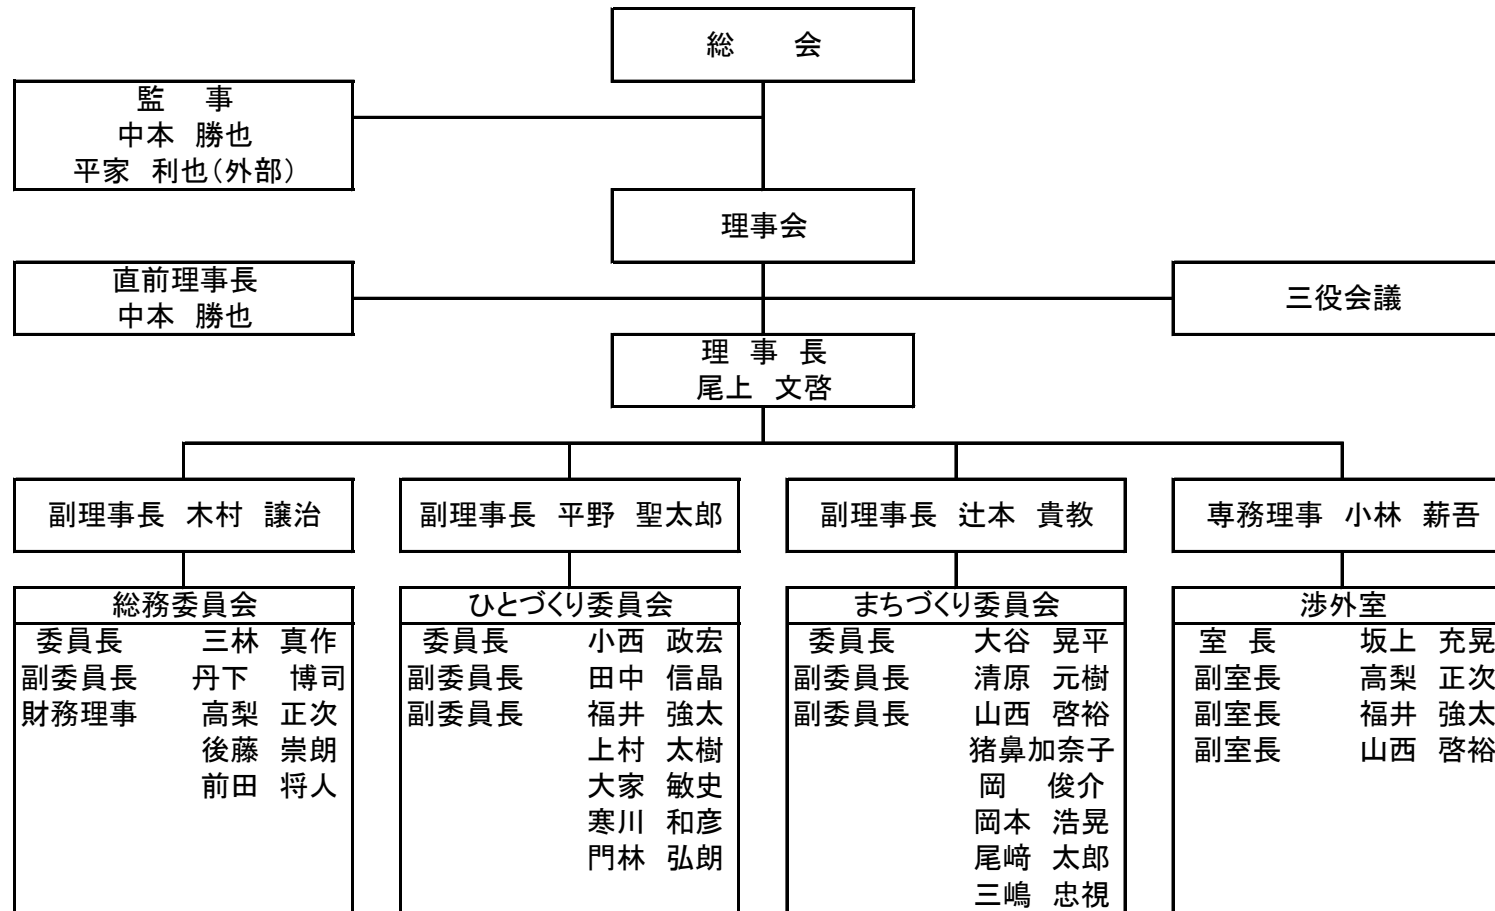 総 会
監 事
中本 勝也
平家 利也(外部)
理事会
直前理事長
中本 勝也
三役会議
理 事 長
尾上 文啓
副理事長 木村 譲治
副理事長 平野 聖太郎
副理事長 辻本 貴教
専務理事 小林 薪吾
総務委員会
委員長 三林 真作
副委員長 丹下 博司
財務理事 高梨 正次
後藤 崇朗
前田 将人
ひとづくり委員会
委員長 小西 政宏
副委員長 田中 信晶
副委員長 福井 強太
上村 太樹
大家 敏史
寒川 和彦
門林 弘朗
まちづくり委員会
委員長 大谷 晃平
副委員長 清原 元樹
副委員長 山西 啓裕
猪鼻加奈子
岡 俊介
岡本 浩晃
尾﨑 太郎
三嶋 忠視
渉外室
室 長 坂上 充晃
副室長 高梨 正次
副室長 福井 強太
副室長 山西 啓裕